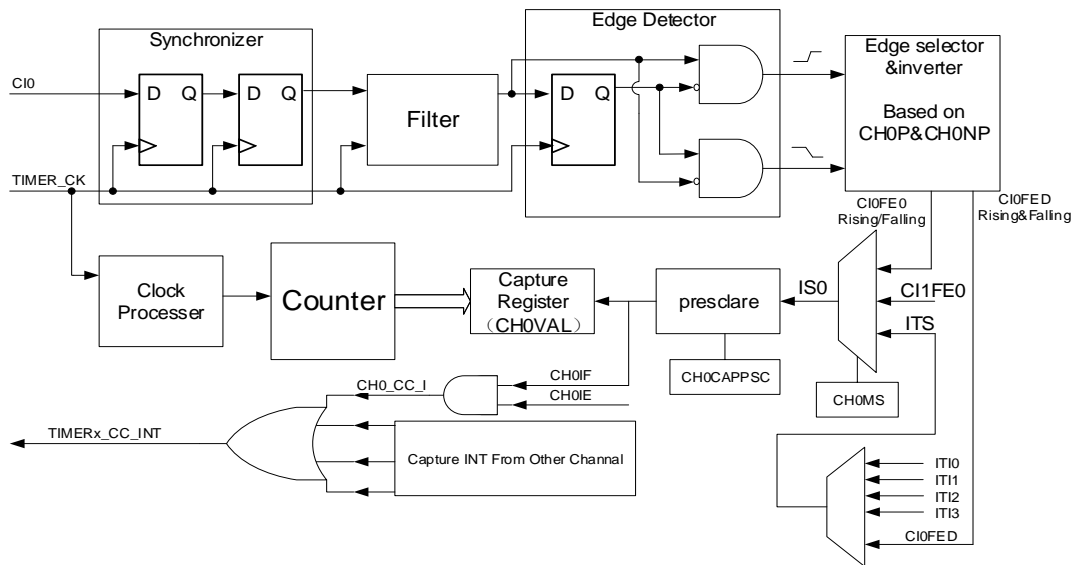 Edge Detector
Synchronizer
Edge selector
&inverter
Based on
CH0P&CH0NP
CI0
D Q
D Q
Filter
D Q
TIMER_CK
CI0FE0
Rising/Falling
CI0FED
Rising&Falling
Clock
Processer
Counter
Capture
Register
（CH0VAL）
presclare
IS0
CI1FE0
ITS
CH0CAPPSC
CH0MS
CH0_CC_I
CH0IF
CH0IE
TIMERx_CC_INT
Capture INT From Other Channal
ITI0
ITI1
ITI2
ITI3
CI0FED